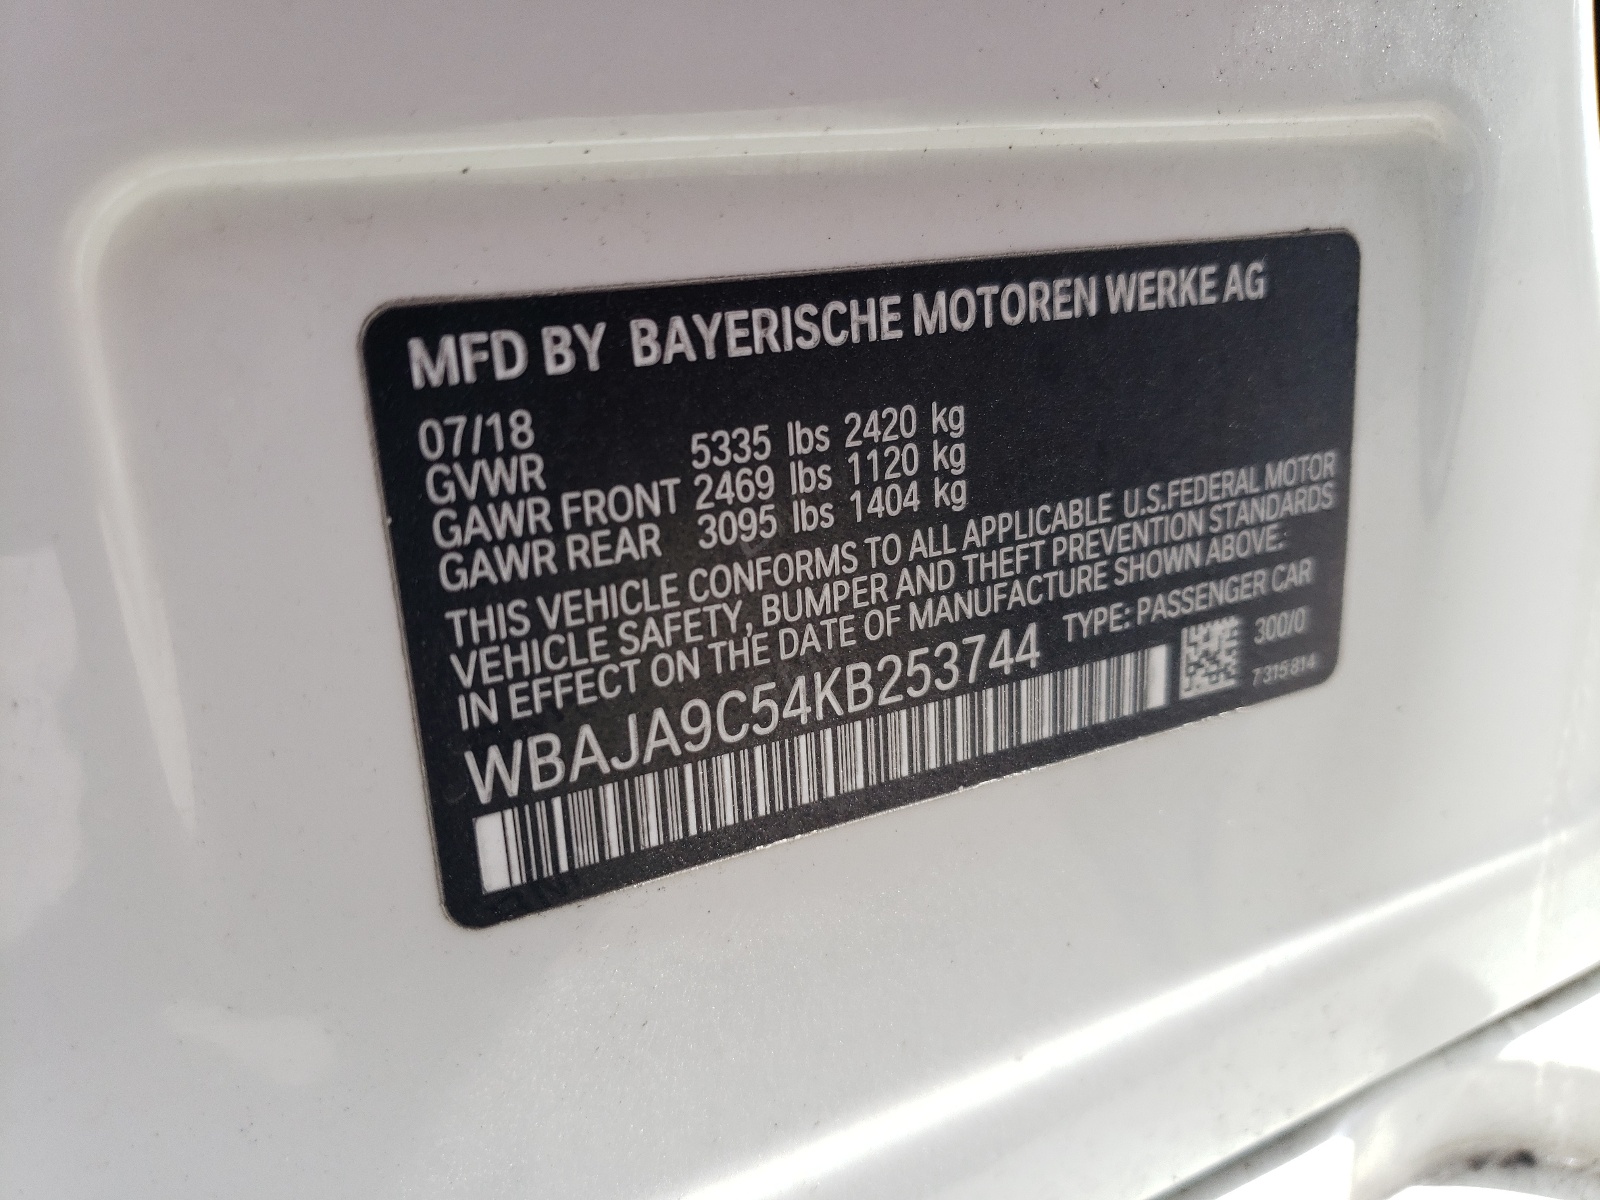 MFD BY BAYERISCHE MOTOREN WERKE AG
07/18
GVWR 5335 lbs 2420 kg
GAWR FRONT 2469 lbs 1120 kg
GAWR REAR 3095 lbs 1404 kg
THIS VEHICLE CONFORMS TO ALL APPLICABLE U.S.FEDERAL MOTOR
VEHICLE SAFETY, BUMPER AND THEFT PREVENTION STANDARDS
IN EFFECT ON THE DATE OF MANUFACTURE SHOWN ABOVE.
WBAJA9C54KB253744 TYPE: PASSENGER CAR
300/0
7315814